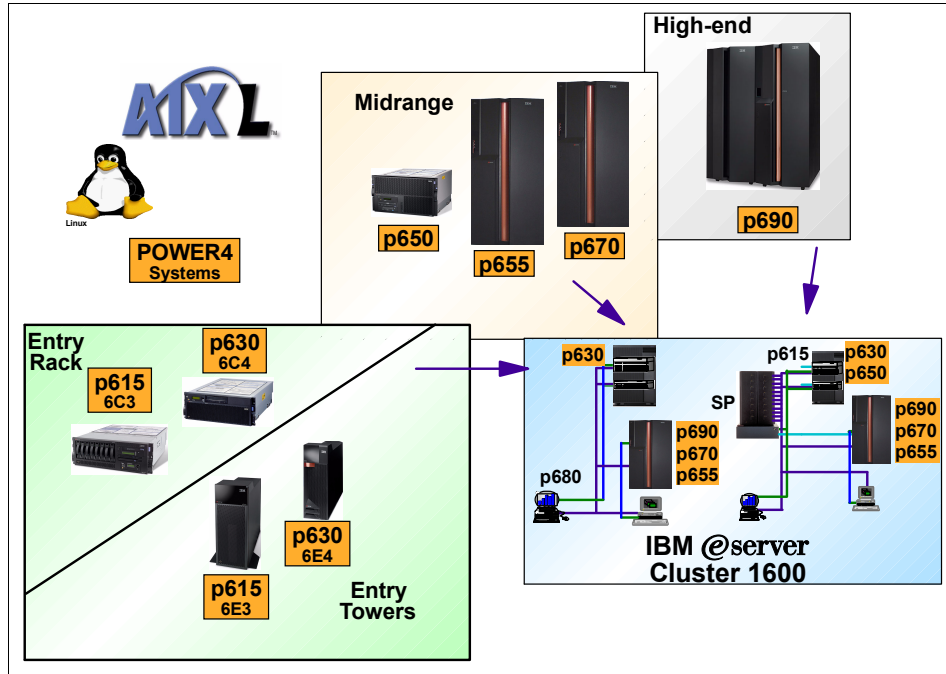 High-end
AIX L
TM
Linux
POWER4
Systems
Midrange
p650
p655
p670
p690
Entry
Rack
p630
6C4
p615
6C3
p630
6E4
p615
6E3
Entry
Towers
p630
p690
p670
p655
p680
p615
p630
p650
SP
p690
p670
p655
IBM eserver
Cluster 1600